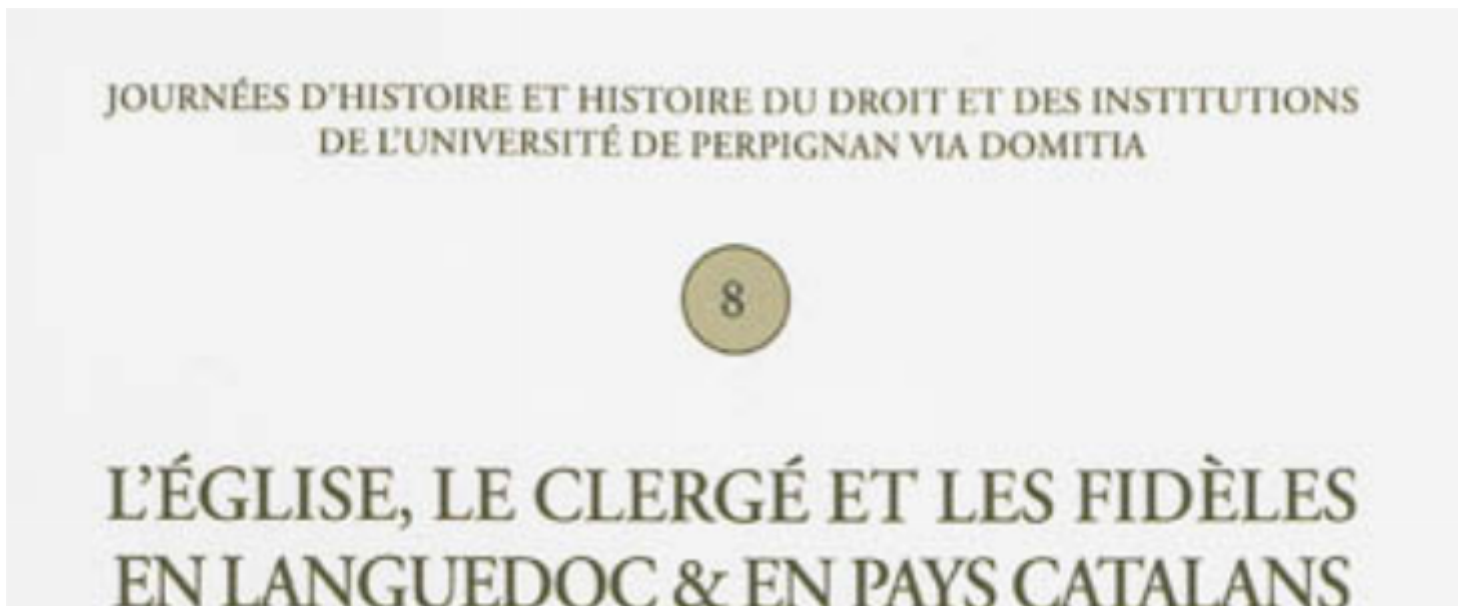 JOURNÉES D'HISTOIRE ET HISTOIRE DU DROIT ET DES INSTITUTIONS
DE L'UNIVERSITÉ DE PERPIGNAN VIA DOMITIA
8
L'ÉGLISE, LE CLERGÉ ET LES FIDÈLES
EN LANGUEDOC & EN PAYS CATALANS